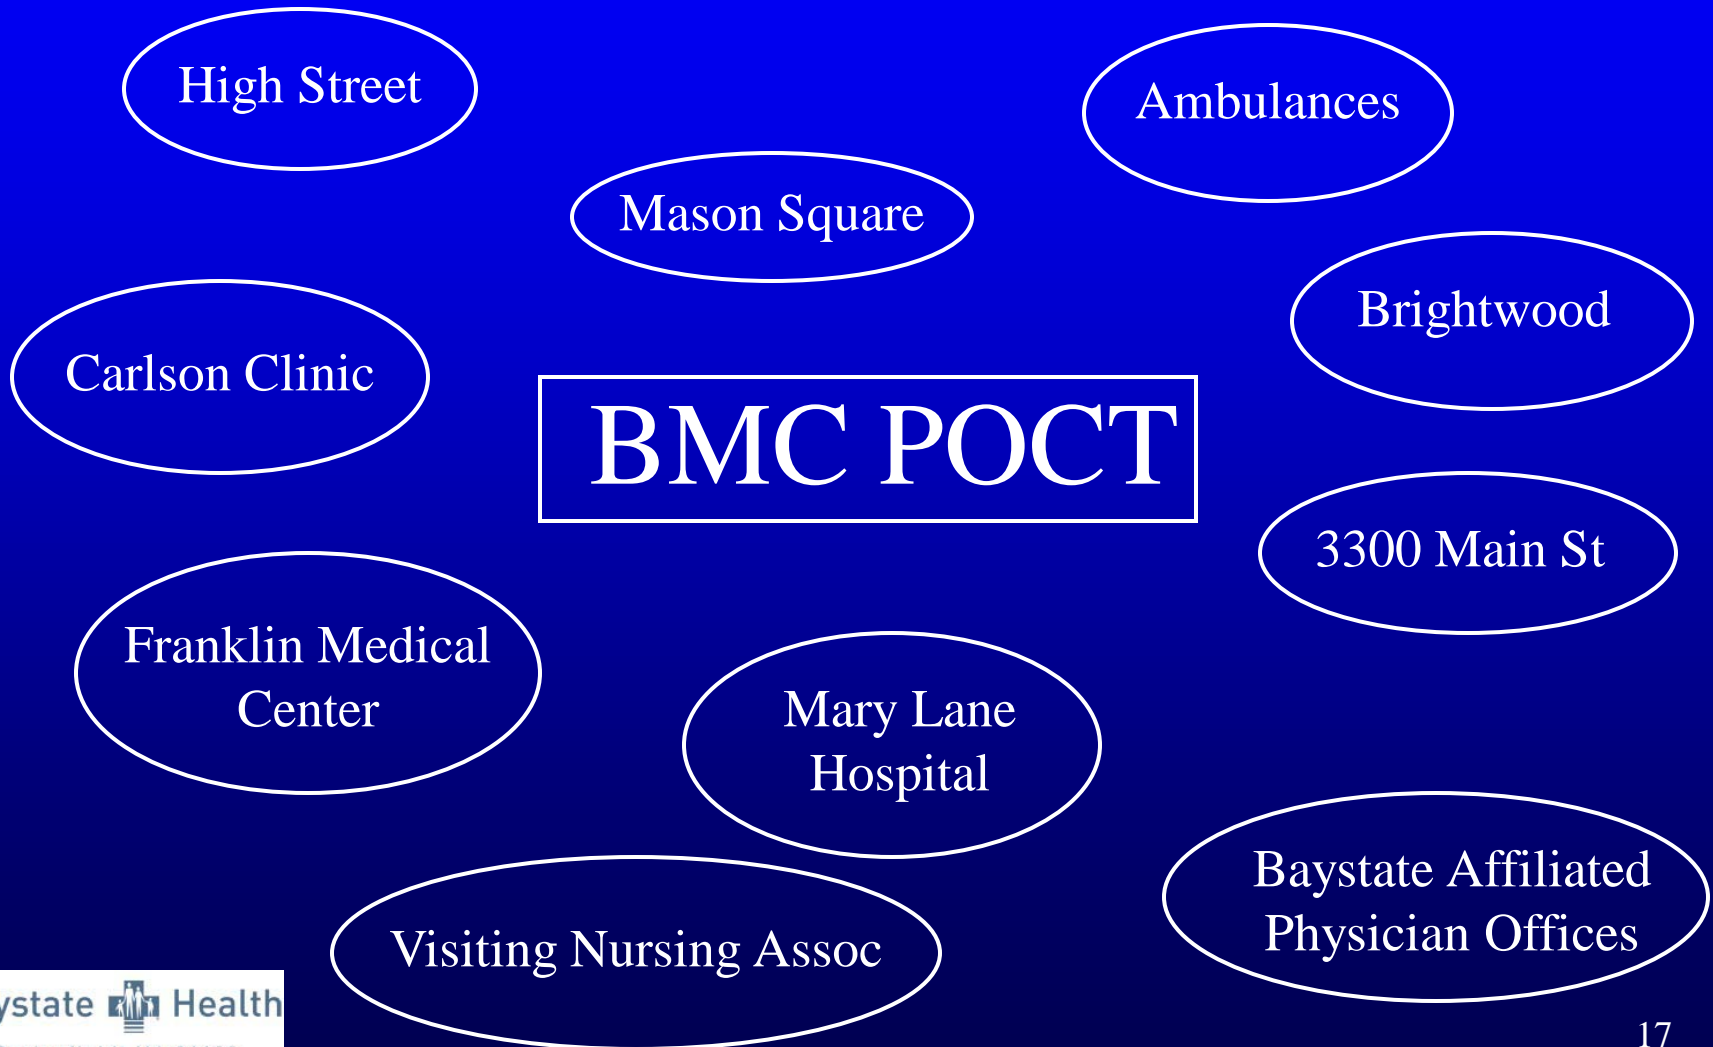 High Street
Ambulances
Mason Square
Brightwood
Carlson Clinic
BMC POCT
3300 Main St
Franklin Medical
Center
Mary Lane
Hospital
Baystate Affiliated
Physician Offices
Visiting Nursing Assoc
ystate Health
17